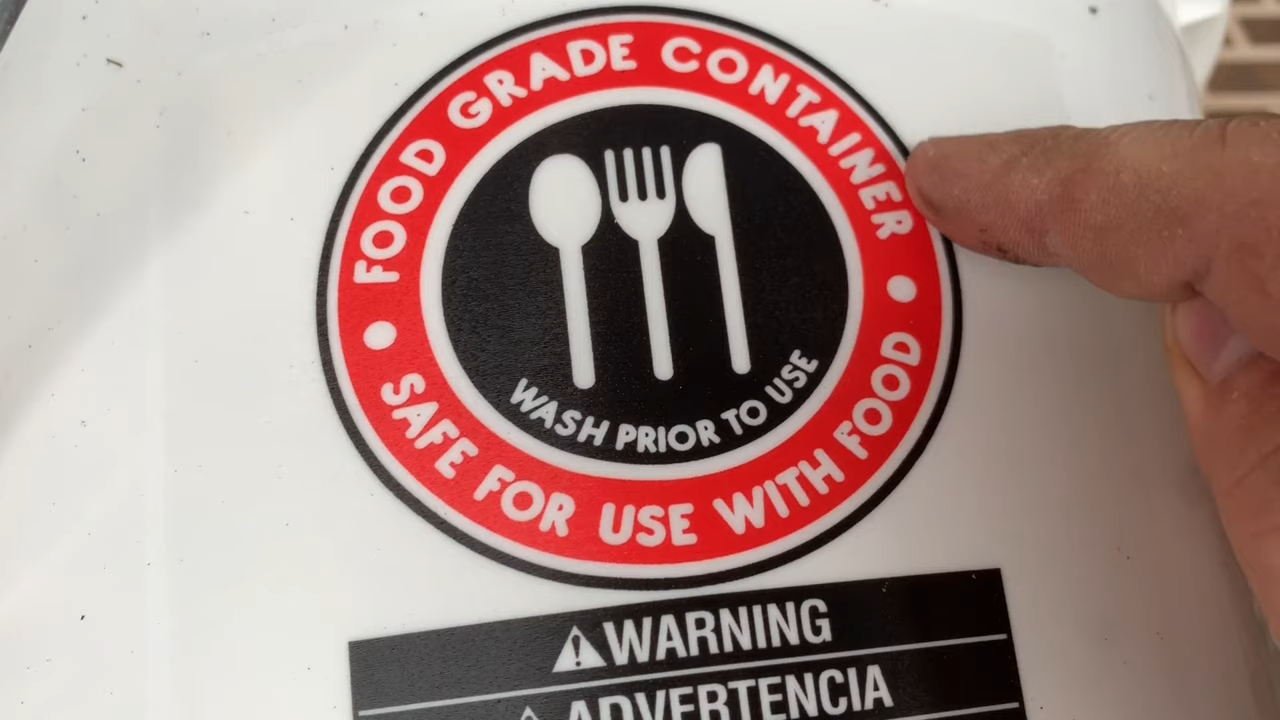 FOOD GRADE CONTAINER
WASH PRIOR TO USE
SAFE FOR USE WITH FOOD
WARNING
ADVERTENCIA